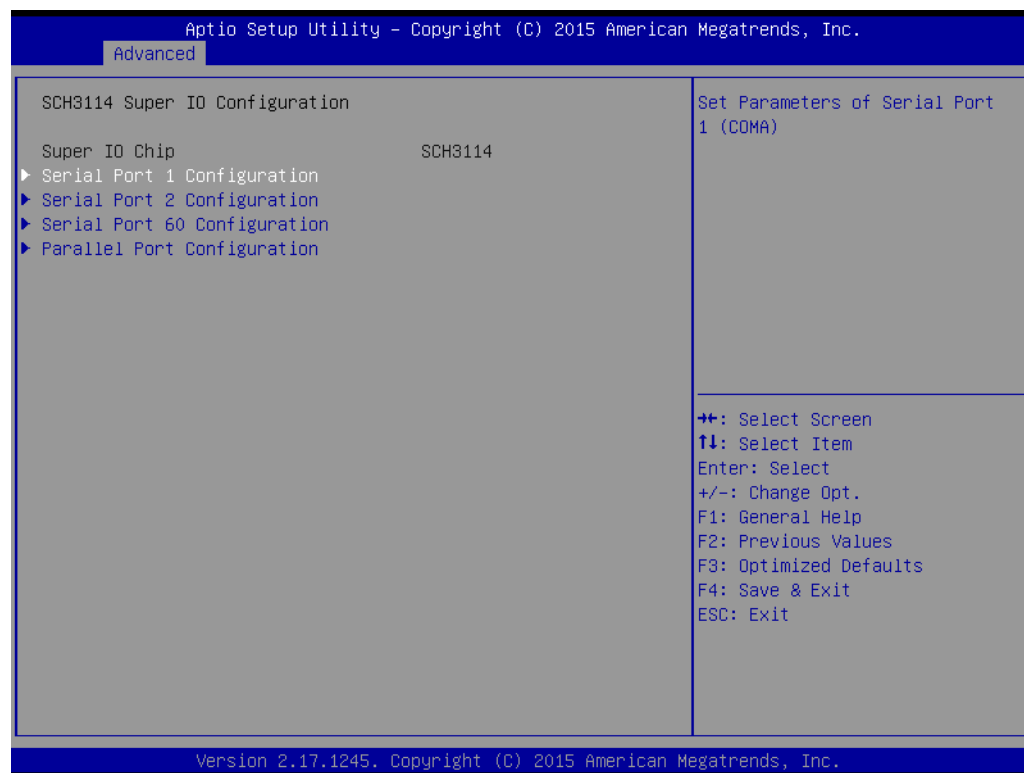 Aptio Setup Utility – Copyright (C) 2015 American Megatrends, Inc.
Advanced
SCH3114 Super IO Configuration
Super IO Chip SCH3114
Serial Port 1 Configuration
Serial Port 2 Configuration
Serial Port 60 Configuration
Parallel Port Configuration
Set Parameters of Serial Port
1 (COMA)
→←: Select Screen
↑↓: Select Item
Enter: Select
+/-: Change Opt.
F1: General Help
F2: Previous Values
F3: Optimized Defaults
F4: Save & Exit
ESC: Exit
Version 2.17.1245. Copyright (C) 2015 American Megatrends, Inc.